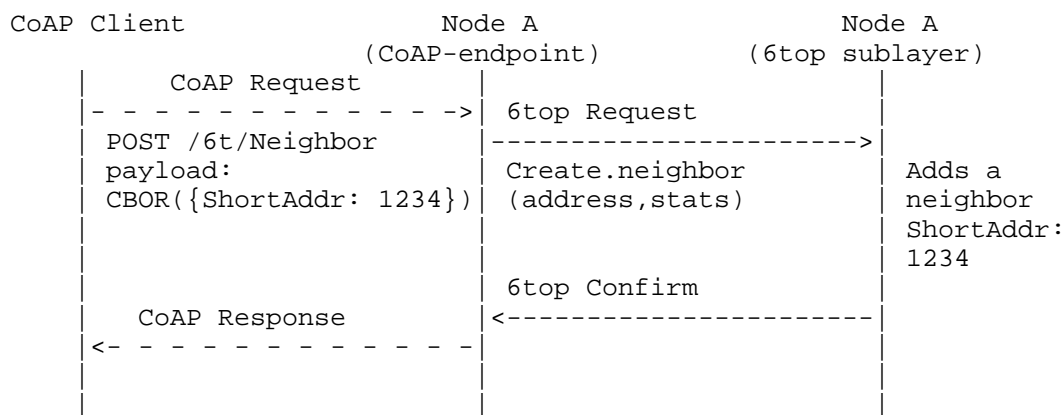 CoAP Client                Node A                   Node A
                      (CoAP-endpoint)         (6top sublayer)
    |     CoAP Request       |                        |
    |- - - - - - - - - - - ->| 6top Request           |
    | POST /6t/Neighbor      |----------------------->|
    | payload:               | Create.neighbor        | Adds a
    | CBOR({ShortAddr: 1234})| (address,stats)        | neighbor
    |                        |                        | ShortAddr:
    |                        |                        | 1234
    |                        | 6top Confirm           |
    |   CoAP Response        |<-----------------------|
    |<- - - - - - - - - - - -|                        |
    |                        |                        |
    |                        |                        |